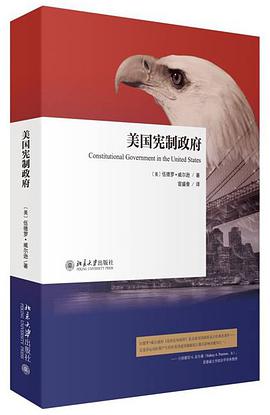 美国宪制政府
〔美〕伍德罗·威尔逊 / 著
北京大学出版社
美国宪制政府
Constitutional Government in the United States
〔美〕伍德罗·威尔逊 / 著
宦盛奎 / 译
北京大学出版社